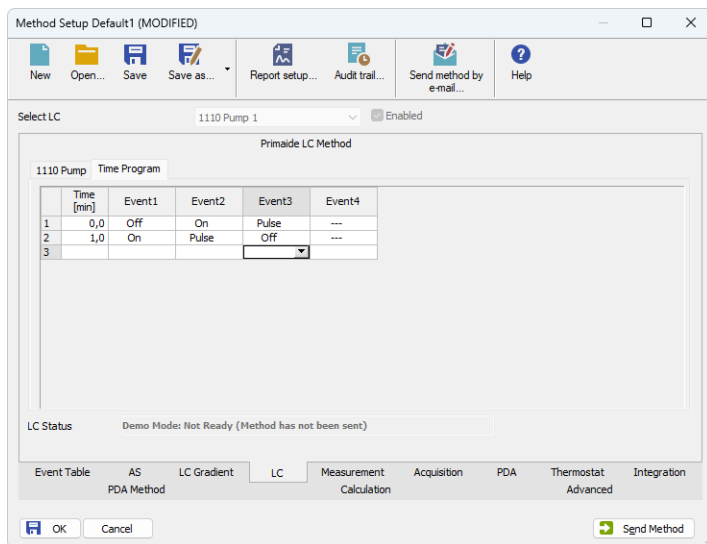 Method Setup Default1 (MODIFIED)
New Open... Save Save as... Report setup... Audit trail... Send method by e-mail... Help
Select LC 1110 Pump 1 Enabled
Primaide LC Method
1110 Pump Time Program
Time [min] Event1 Event2 Event3 Event4
1 0,0 Off On Pulse ---
2 1,0 On Pulse Off ---
3
LC Status Demo Mode: Not Ready (Method has not been sent)
Event Table AS LC Gradient LC Measurement Acquisition PDA Thermostat Integration
PDA Method Calculation Advanced
OK Cancel Send Method